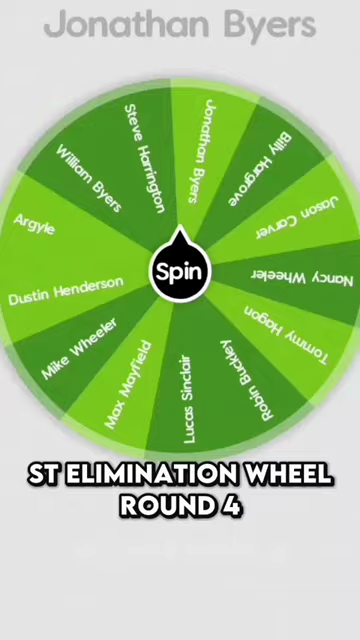 Jonathan Byers
Jonathan Byers
Billy Hargrove
Jason Carver
Nancy Wheeler
Tommy Hagan
Robin Buckley
Lucas Sinclair
Max Mayfield
Mike Wheeler
Dustin Henderson
Argyle
William Byers
Steve Harrington
Spin
ST ELIMINATION WHEEL
ROUND 4